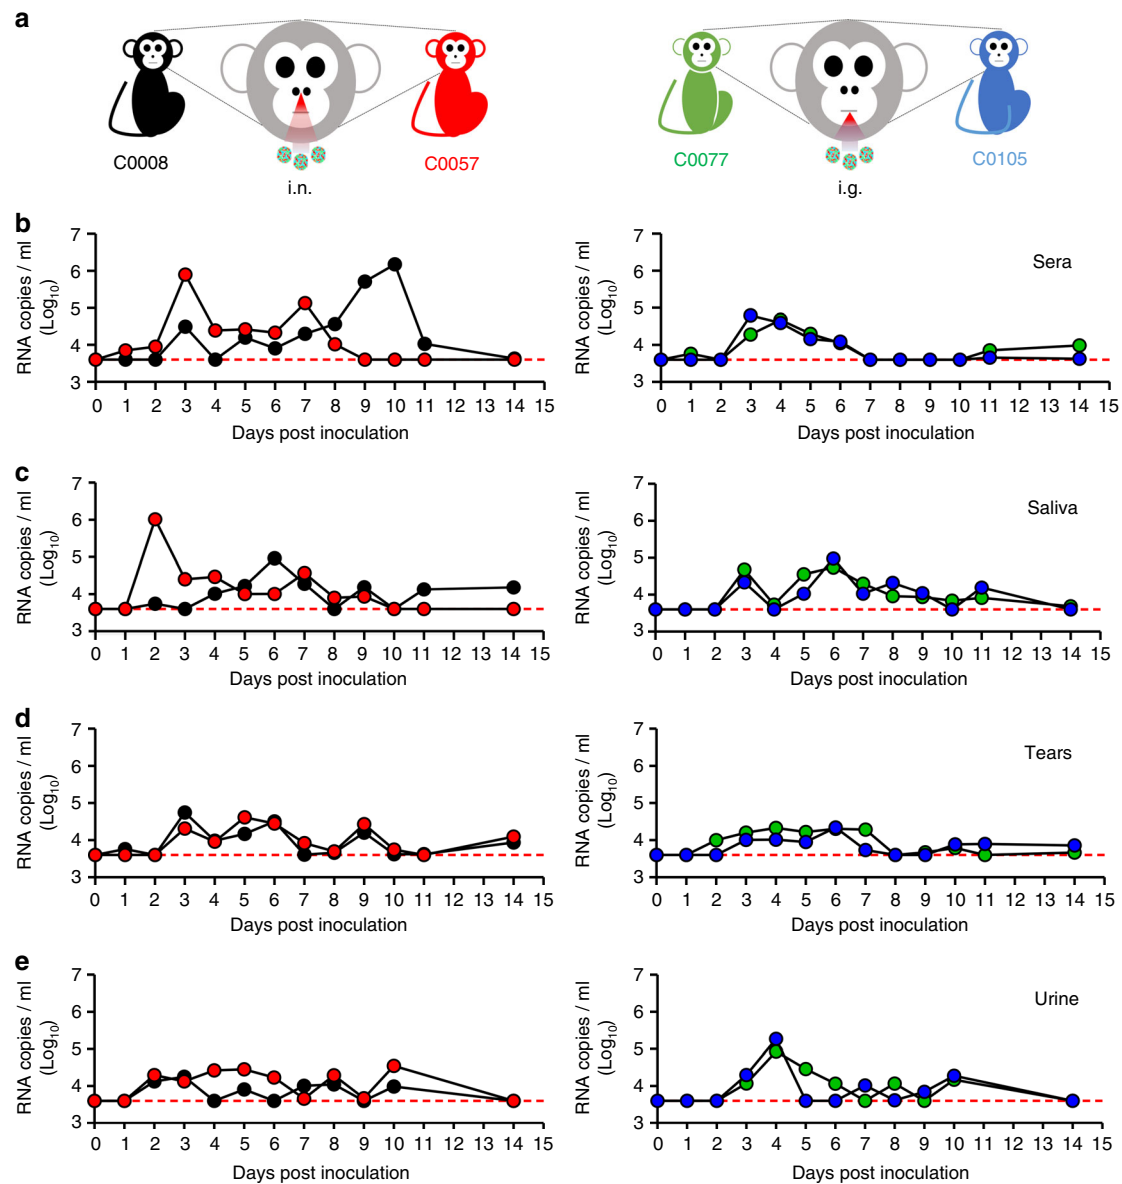 a
C0008
C0057
i.n.
C0077
C0105
i.g.
b
RNA copies / ml
(Log10)
7
6
5
4
3
0 1 2 3 4 5 6 7 8 9 10 11 12 13 14 15
Days post inoculation
RNA copies / ml
(Log10)
7
6
5
4
3
Sera
0 1 2 3 4 5 6 7 8 9 10 11 12 13 14 15
Days post inoculation
c
RNA copies / ml
(Log10)
7
6
5
4
3
0 1 2 3 4 5 6 7 8 9 10 11 12 13 14 15
Days post inoculation
RNA copies / ml
(Log10)
7
6
5
4
3
Saliva
0 1 2 3 4 5 6 7 8 9 10 11 12 13 14 15
Days post inoculation
d
RNA copies / ml
(Log10)
7
6
5
4
3
0 1 2 3 4 5 6 7 8 9 10 11 12 13 14 15
Days post inoculation
RNA copies / ml
(Log10)
7
6
5
4
3
Tears
0 1 2 3 4 5 6 7 8 9 10 11 12 13 14 15
Days post inoculation
e
RNA copies / ml
(Log10)
7
6
5
4
3
0 1 2 3 4 5 6 7 8 9 10 11 12 13 14 15
Days post inoculation
RNA copies / ml
(Log10)
7
6
5
4
3
Urine
0 1 2 3 4 5 6 7 8 9 10 11 12 13 14 15
Days post inoculation